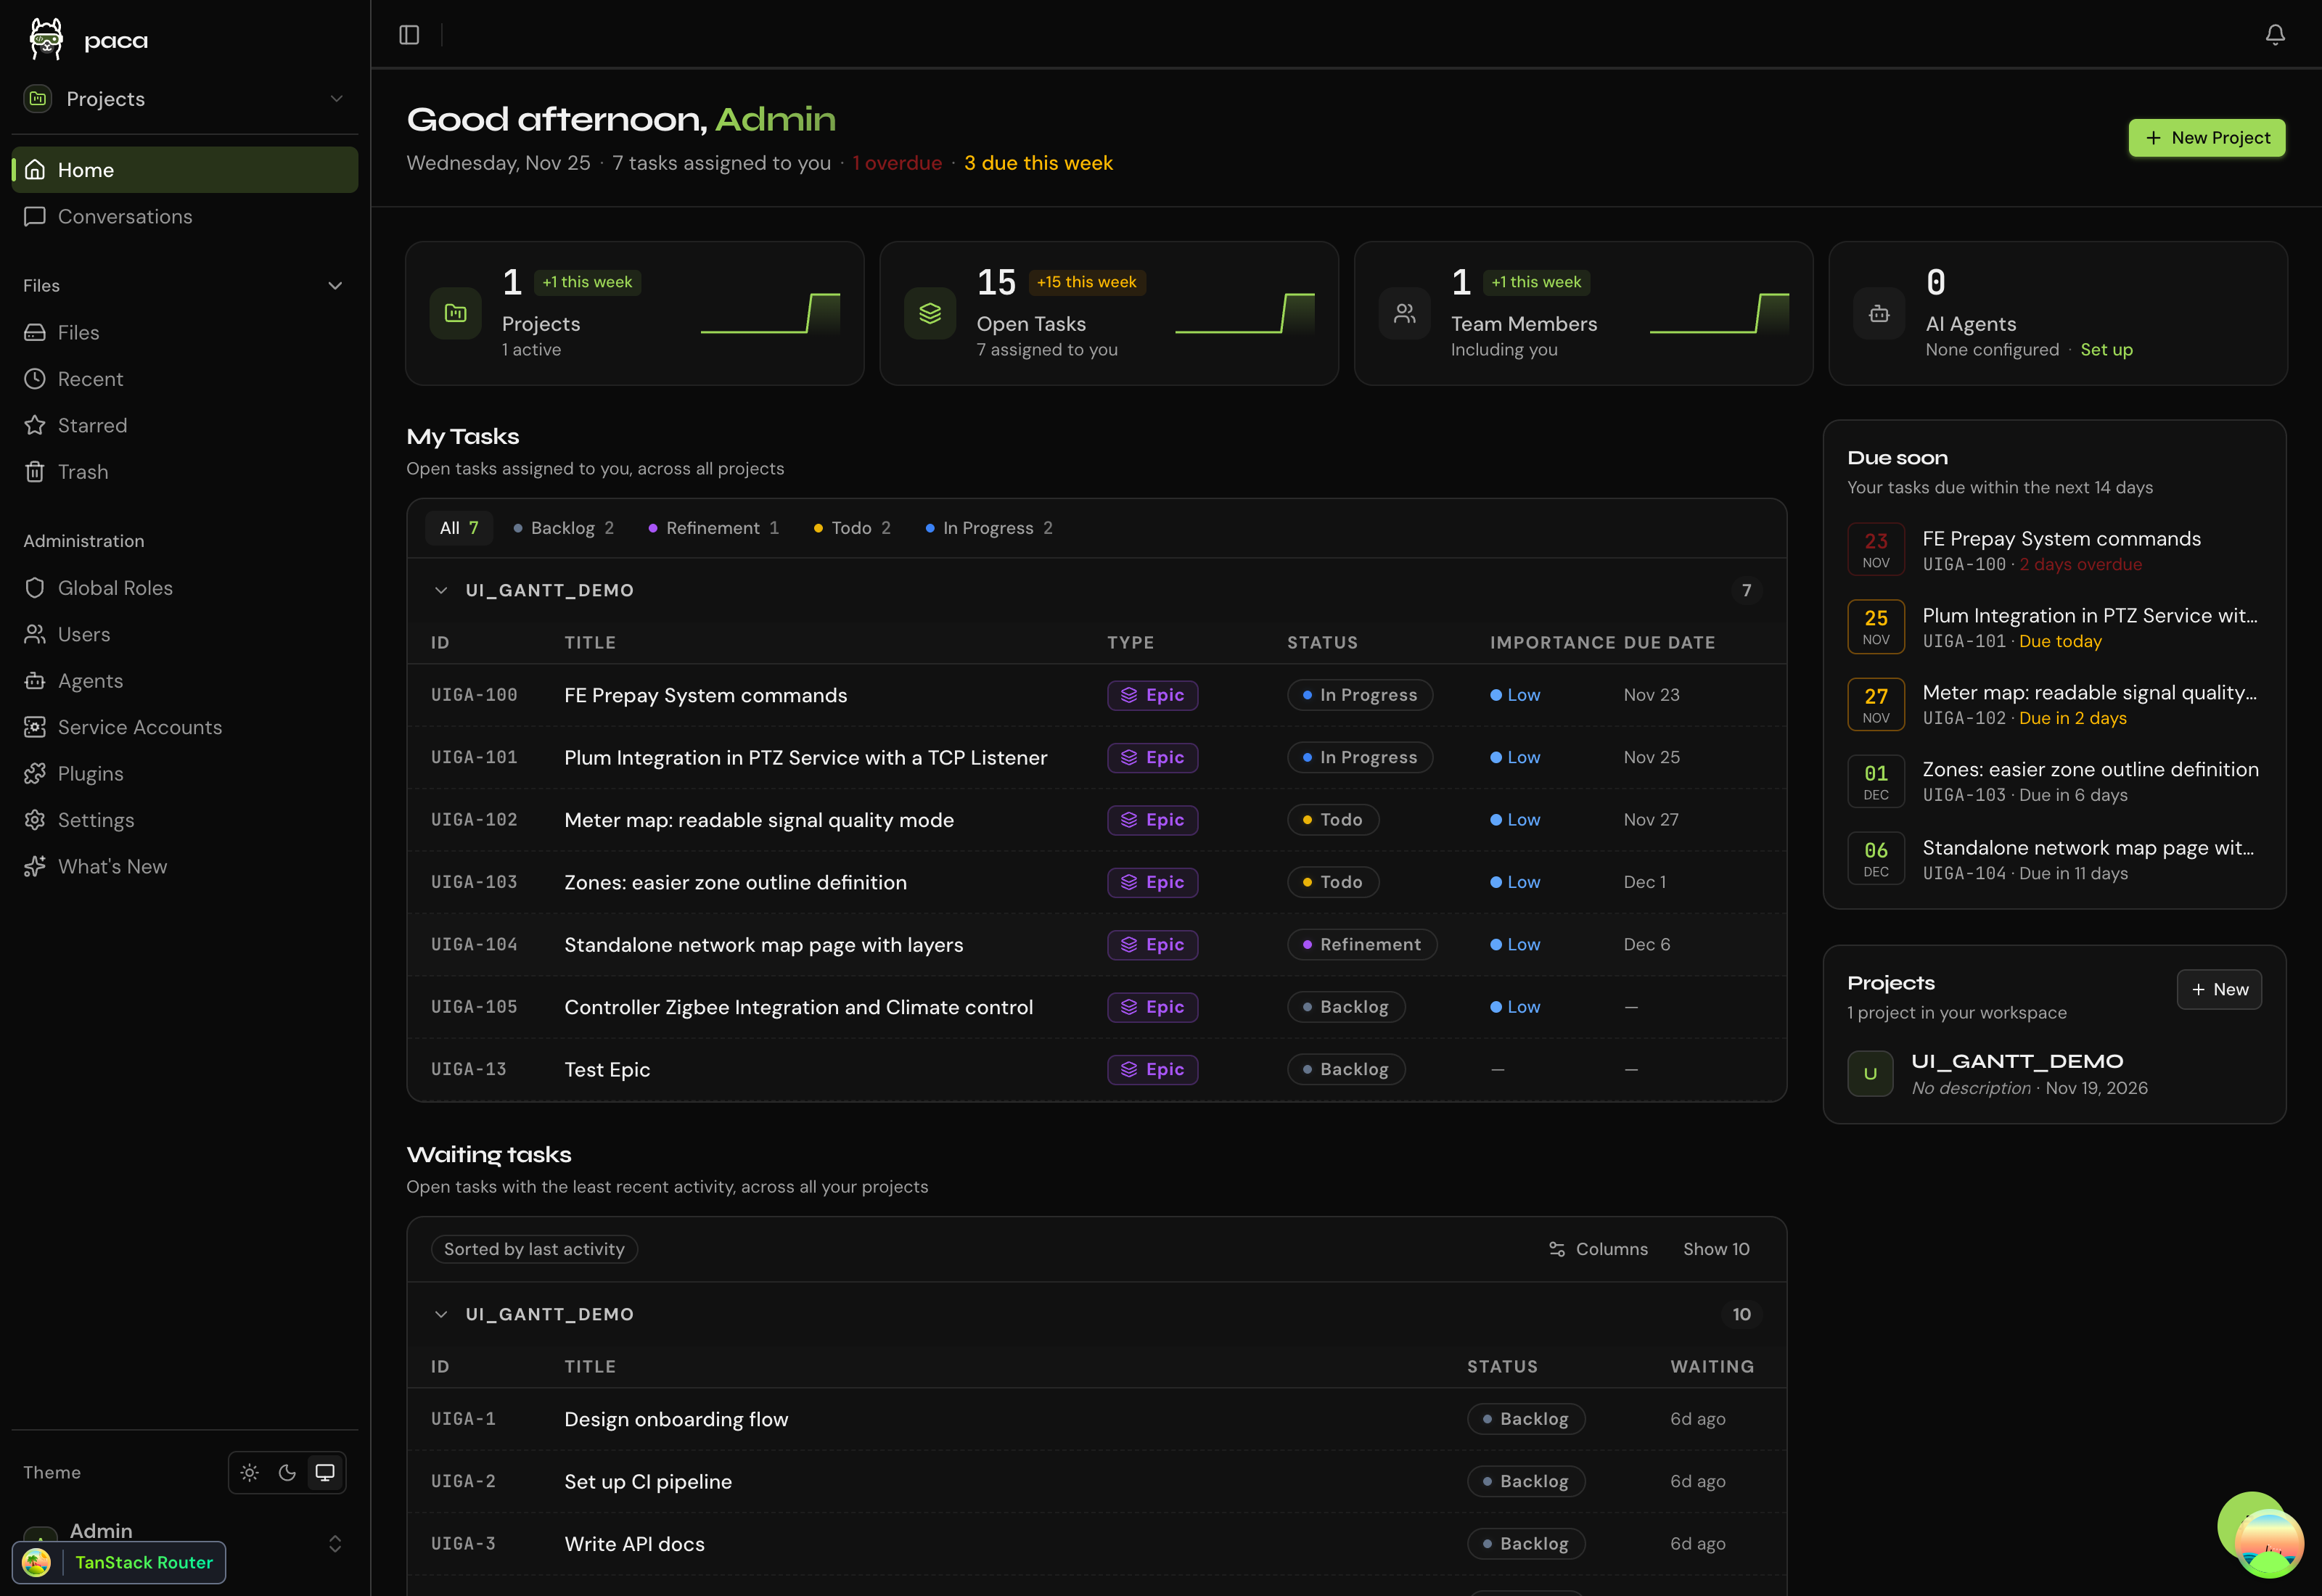 paca
Projects
Home
Conversations
Files
Files
Recent
Starred
Trash
Administration
Global Roles
Users
Agents
Service Accounts
Plugins
Settings
What's New
Theme
Admin
TanStack Router
Good afternoon, Admin
Wednesday, Nov 25 · 7 tasks assigned to you · 1 overdue · 3 due this week
+ New Project
1 +1 this week
Projects
1 active
15 +15 this week
Open Tasks
7 assigned to you
1 +1 this week
Team Members
Including you
0
AI Agents
None configured · Set up
My Tasks
Open tasks assigned to you, across all projects
All 7 Backlog 2 Refinement 1 Todo 2 In Progress 2
UI_GANTT_DEMO 7
ID TITLE TYPE STATUS IMPORTANCE DUE DATE
UIGA-100 FE Prepay System commands Epic In Progress Low Nov 23
UIGA-101 Plum Integration in PTZ Service with a TCP Listener Epic In Progress Low Nov 25
UIGA-102 Meter map: readable signal quality mode Epic Todo Low Nov 27
UIGA-103 Zones: easier zone outline definition Epic Todo Low Dec 1
UIGA-104 Standalone network map page with layers Epic Refinement Low Dec 6
UIGA-105 Controller Zigbee Integration and Climate control Epic Backlog Low —
UIGA-13 Test Epic Epic Backlog — —
Waiting tasks
Open tasks with the least recent activity, across all your projects
Sorted by last activity Columns Show 10
UI_GANTT_DEMO 10
ID TITLE STATUS WAITING
UIGA-1 Design onboarding flow Backlog 6d ago
UIGA-2 Set up CI pipeline Backlog 6d ago
UIGA-3 Write API docs Backlog 6d ago
Due soon
Your tasks due within the next 14 days
23 NOV
FE Prepay System commands
UIGA-100 · 2 days overdue
25 NOV
Plum Integration in PTZ Service wit...
UIGA-101 · Due today
27 NOV
Meter map: readable signal quality...
UIGA-102 · Due in 2 days
01 DEC
Zones: easier zone outline definition
UIGA-103 · Due in 6 days
06 DEC
Standalone network map page wit...
UIGA-104 · Due in 11 days
Projects
1 project in your workspace
+ New
U
UI_GANTT_DEMO
No description · Nov 19, 2026